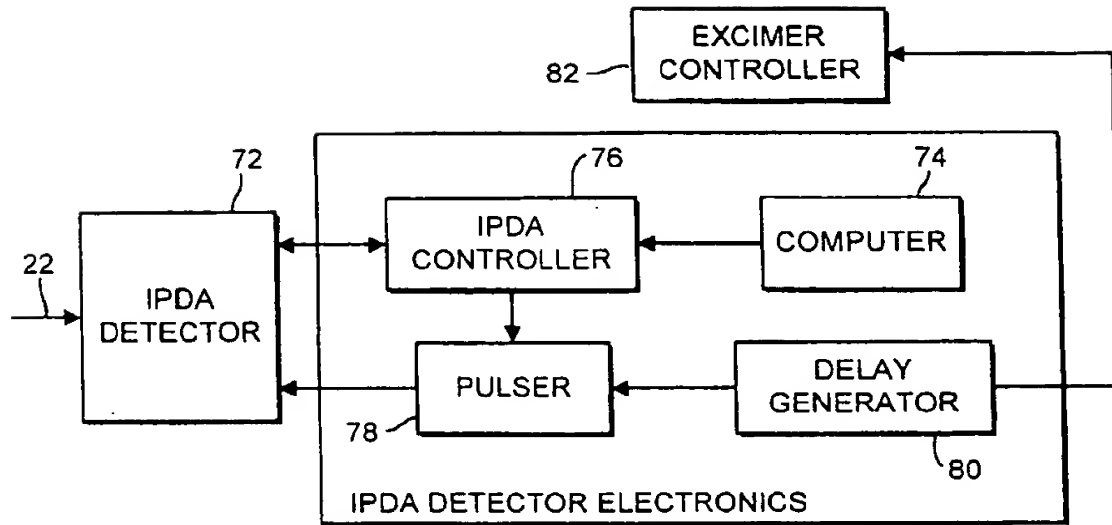 EXCIMER
CONTROLLER
82
72
76
74
22
IPDA
DETECTOR
IPDA
CONTROLLER
COMPUTER
PULSER
DELAY
GENERATOR
78
80
IPDA DETECTOR ELECTRONICS